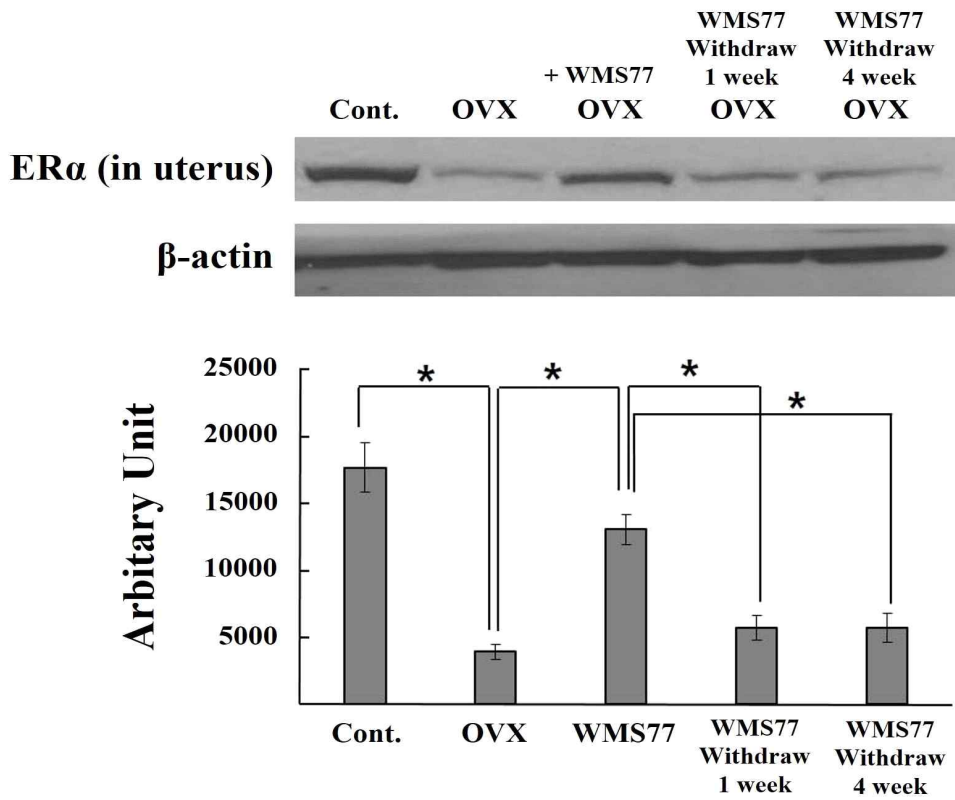 WMS77 WMS77
Withdraw Withdraw
1 week 4 week
+ WMS77
Cont. OVX OVX OVX OVX
ERα (in uterus)
β-actin
25000
20000
15000
10000
5000
Arbitary Unit
* * * *
Cont. OVX WMS77 WMS77 WMS77
Withdraw Withdraw
1 week 4 week